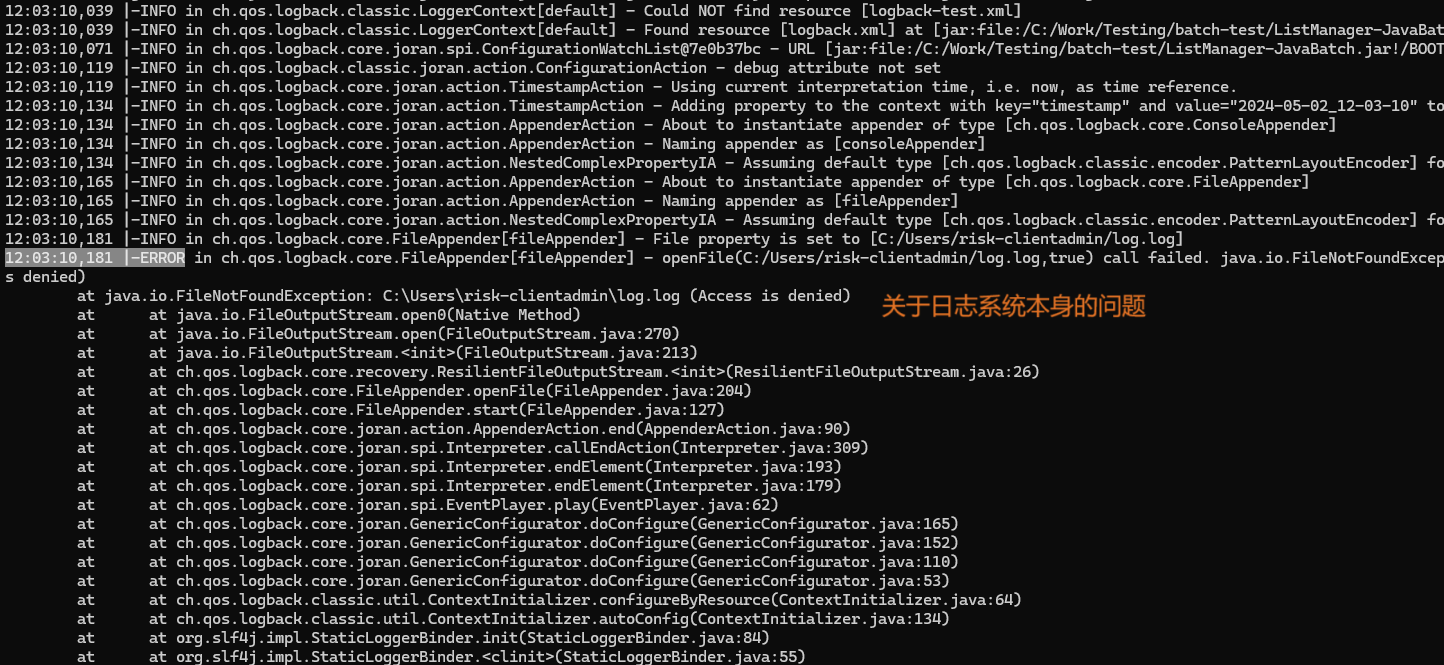 12:03:10,039 |-INFO in ch.qos.logback.classic.LoggerContext[default] - Could NOT find resource [logback-test.xml]
12:03:10,039 |-INFO in ch.qos.logback.classic.LoggerContext[default] - Found resource [logback.xml] at [jar:file:/C:/Work/Testing/batch-test/ListManager-JavaBat
12:03:10,071 |-INFO in ch.qos.logback.core.joran.spi.ConfigurationWatchList@7e0b37bc - URL [jar:file:/C:/Work/Testing/batch-test/ListManager-JavaBatch.jar!/BOOT
12:03:10,119 |-INFO in ch.qos.logback.classic.joran.action.ConfigurationAction - debug attribute not set
12:03:10,119 |-INFO in ch.qos.logback.core.joran.action.TimestampAction - Using current interpretation time, i.e. now, as time reference.
12:03:10,134 |-INFO in ch.qos.logback.core.joran.action.TimestampAction - Adding property to the context with key="timestamp" and value="2024-05-02_12-03-10" to
12:03:10,134 |-INFO in ch.qos.logback.core.joran.action.AppenderAction - About to instantiate appender of type [ch.qos.logback.core.ConsoleAppender]
12:03:10,134 |-INFO in ch.qos.logback.core.joran.action.AppenderAction - Naming appender as [consoleAppender]
12:03:10,134 |-INFO in ch.qos.logback.core.joran.action.NestedComplexPropertyIA - Assuming default type [ch.qos.logback.classic.encoder.PatternLayoutEncoder] fo
12:03:10,165 |-INFO in ch.qos.logback.core.joran.action.AppenderAction - About to instantiate appender of type [ch.qos.logback.core.FileAppender]
12:03:10,165 |-INFO in ch.qos.logback.core.joran.action.AppenderAction - Naming appender as [fileAppender]
12:03:10,165 |-INFO in ch.qos.logback.core.joran.action.NestedComplexPropertyIA - Assuming default type [ch.qos.logback.classic.encoder.PatternLayoutEncoder] fo
12:03:10,181 |-INFO in ch.qos.logback.core.FileAppender[fileAppender] - File property is set to [C:/Users/risk-clientadmin/log.log]
12:03:10,181 |-ERROR in ch.qos.logback.core.FileAppender[fileAppender] - openFile(C:/Users/risk-clientadmin/log.log,true) call failed. java.io.FileNotFoundExcep
s denied)
at java.io.FileNotFoundException: C:\Users\risk-clientadmin\log.log (Access is denied)
关于日志系统本身的问题
at at java.io.FileOutputStream.open0(Native Method)
at at java.io.FileOutputStream.open(FileOutputStream.java:270)
at at java.io.FileOutputStream.<init>(FileOutputStream.java:213)
at at ch.qos.logback.core.recovery.ResilientFileOutputStream.<init>(ResilientFileOutputStream.java:26)
at at ch.qos.logback.core.FileAppender.openFile(FileAppender.java:204)
at at ch.qos.logback.core.FileAppender.start(FileAppender.java:127)
at at ch.qos.logback.core.joran.action.AppenderAction.end(AppenderAction.java:90)
at at ch.qos.logback.core.joran.spi.Interpreter.callEndAction(Interpreter.java:309)
at at ch.qos.logback.core.joran.spi.Interpreter.endElement(Interpreter.java:193)
at at ch.qos.logback.core.joran.spi.Interpreter.endElement(Interpreter.java:179)
at at ch.qos.logback.core.joran.spi.EventPlayer.play(EventPlayer.java:62)
at at ch.qos.logback.core.joran.GenericConfigurator.doConfigure(GenericConfigurator.java:165)
at at ch.qos.logback.core.joran.GenericConfigurator.doConfigure(GenericConfigurator.java:152)
at at ch.qos.logback.core.joran.GenericConfigurator.doConfigure(GenericConfigurator.java:110)
at at ch.qos.logback.core.joran.GenericConfigurator.doConfigure(GenericConfigurator.java:53)
at at ch.qos.logback.classic.util.ContextInitializer.configureByResource(ContextInitializer.java:64)
at at ch.qos.logback.classic.util.ContextInitializer.autoConfig(ContextInitializer.java:134)
at at org.slf4j.impl.StaticLoggerBinder.init(StaticLoggerBinder.java:84)
at at org.slf4j.impl.StaticLoggerBinder.<clinit>(StaticLoggerBinder.java:55)